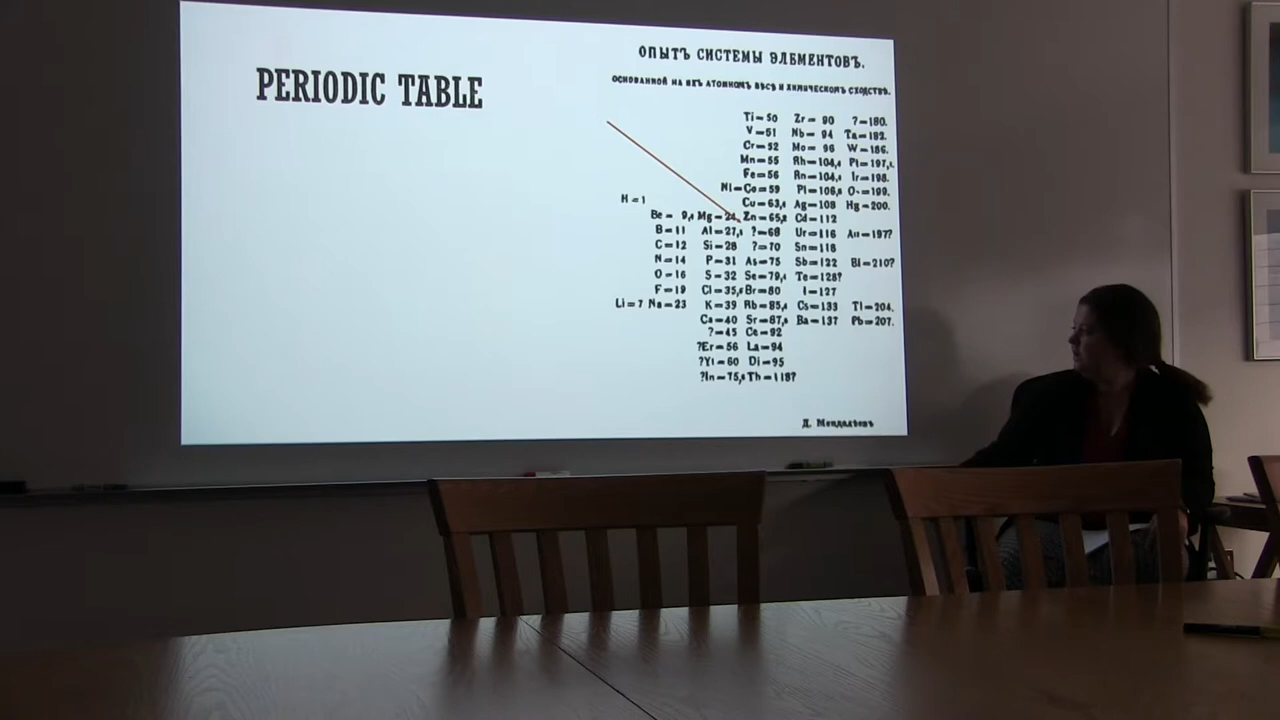 PERIODIC TABLE
ОПЫТЪ СИСТЕМЫ ЭЛЕМЕНТОВЪ.
ОСНОВАННОЙ НА ИХЪ АТОМНОМЪ ВѢСѢ И ХИМИЧЕСКОМЪ СХОДСТВѢ.
Ti=50 Zr= 90 ?=180.
V=51 Nb= 94 Ta=182.
Cr=52 Mo= 96 W=186.
Mn=55 Rh=104,4 Pt=197,1.
Fe=56 Rn=104,4 Ir=198.
Ni=Co=59 Pl=106,6 O-=199.
H=1 Cu=63,4 Ag=108 Hg=200.
Be= 9,4 Mg=24 Zn=65,2 Cd=112
B=11 Al=27,4 ?=68 Ur=116 Au=197?
C=12 Si=28 ?=70 Sn=118
N=14 P=31 As=75 Sb=122 Bi=210?
O=16 S=32 Se=79,4 Te=128?
F=19 Cl=35,5 Br=80 I=127
Li=7 Na=23 K=39 Rb=85,4 Cs=133 Tl=204.
Ca=40 Sr=87,6 Ba=137 Pb=207.
?=45 Ce=92
?Er=56 La=94
?Yt=60 Di=95
?In=75,6 Th=118?
Д. Менделѣевъ